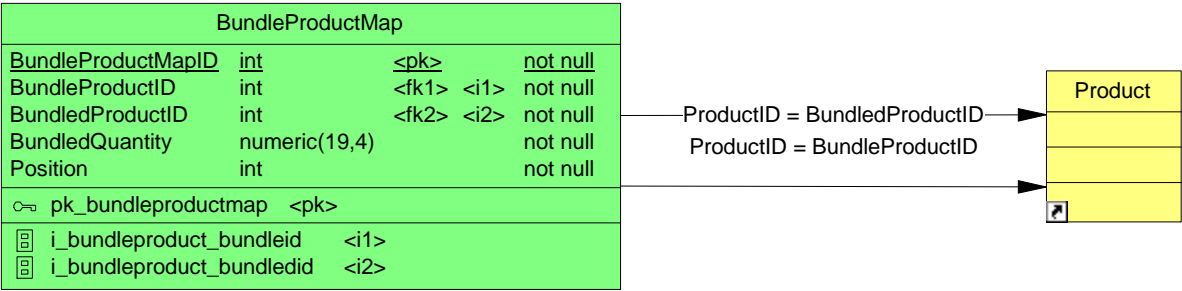 BundleProductMap
BundleProductMapID int <pk> not null
BundleProductID int <fk1> <i1> not null
BundledProductID int <fk2> <i2> not null
BundledQuantity numeric(19,4) not null
Position int not null
pk_bundleproductmap <pk>
i_bundleproduct_bundleid <i1>
i_bundleproduct_bundledid <i2>
ProductID = BundledProductID
ProductID = BundleProductID
Product